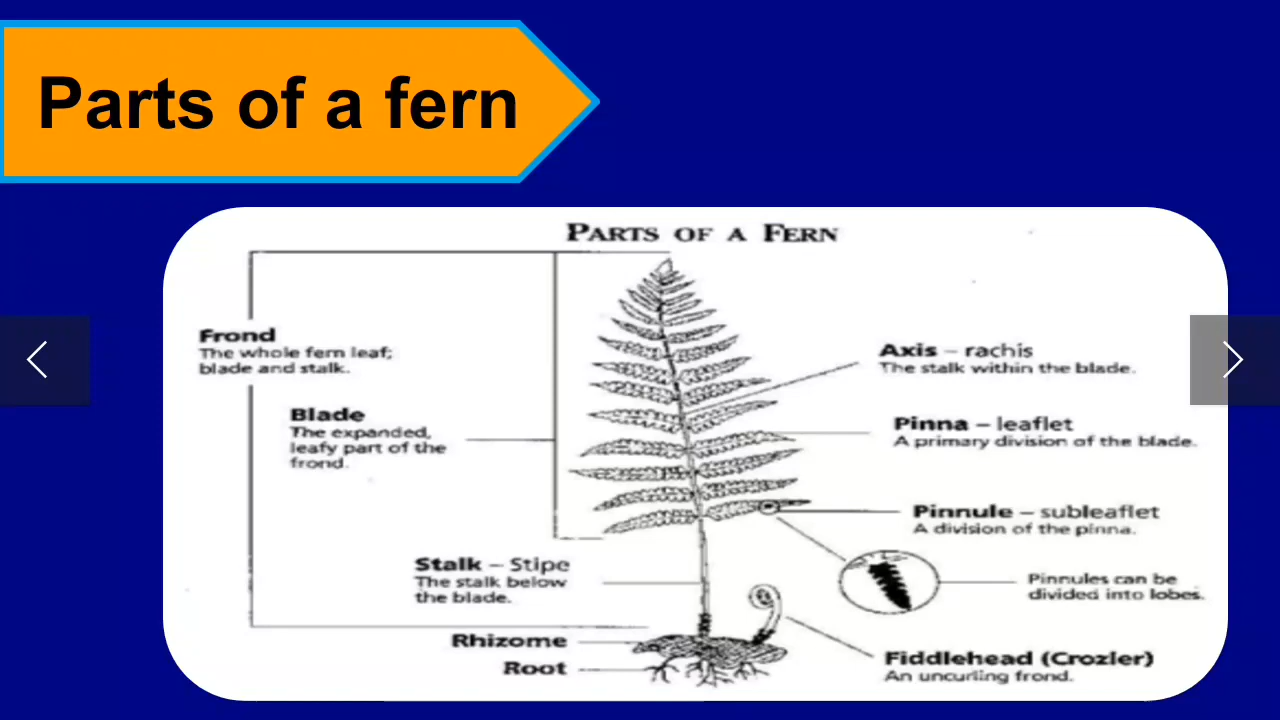 Parts of a fern
PARTS OF A FERN
Frond
The whole fern leaf;
blade and stalk.
Blade
The expanded,
leafy part of the
frond.
Stalk – Stipe
The stalk below
the blade.
Rhizome
Root
Axis – rachis
The stalk within the blade.
Pinna – leaflet
A primary division of the blade.
Pinnule – subleaflet
A division of the pinna.
Pinnules can be
divided into lobes.
Fiddlehead (Crozier)
An uncurling frond.